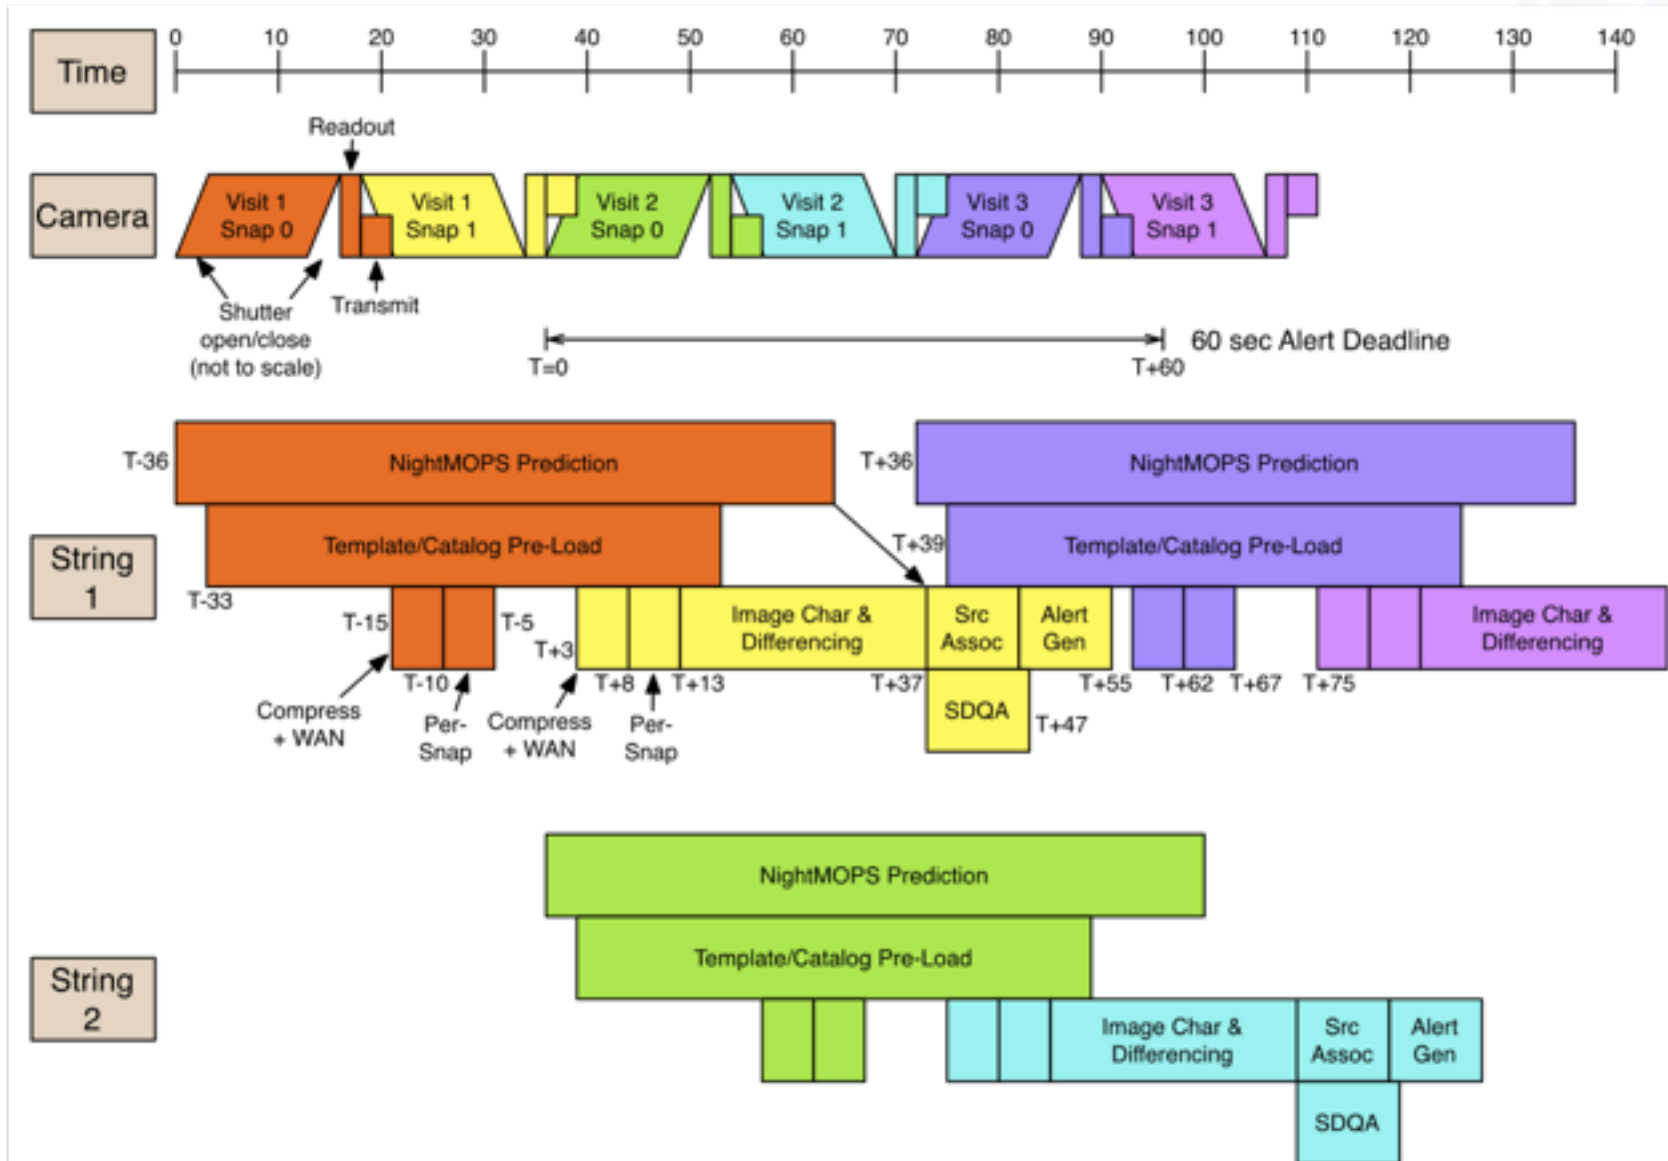 0 10 20 30 40 50 60 70 80 90 100 110 120 130 140
Time
Readout
Camera
Visit 1
Snap 0
Visit 1
Snap 1
Visit 2
Snap 0
Visit 2
Snap 1
Visit 3
Snap 0
Visit 3
Snap 1
Shutter
open/close
(not to scale)
Transmit
60 sec Alert Deadline
T=0
T+60
T-36
NightMOPS Prediction
T+36
NightMOPS Prediction
Template/Catalog Pre-Load
T+39
Template/Catalog Pre-Load
String
1
T-33
T-15
T-5
T+3
Image Char &
Differencing
Src
Assoc
Alert
Gen
Image Char &
Differencing
T-10
T+8
T+13
T+37
T+55
T+62
T+67
T+75
Compress
+ WAN
Per-
Snap
Compress
+ WAN
Per-
Snap
SDQA
T+47
NightMOPS Prediction
Template/Catalog Pre-Load
String
2
Image Char &
Differencing
Src
Assoc
Alert
Gen
SDQA